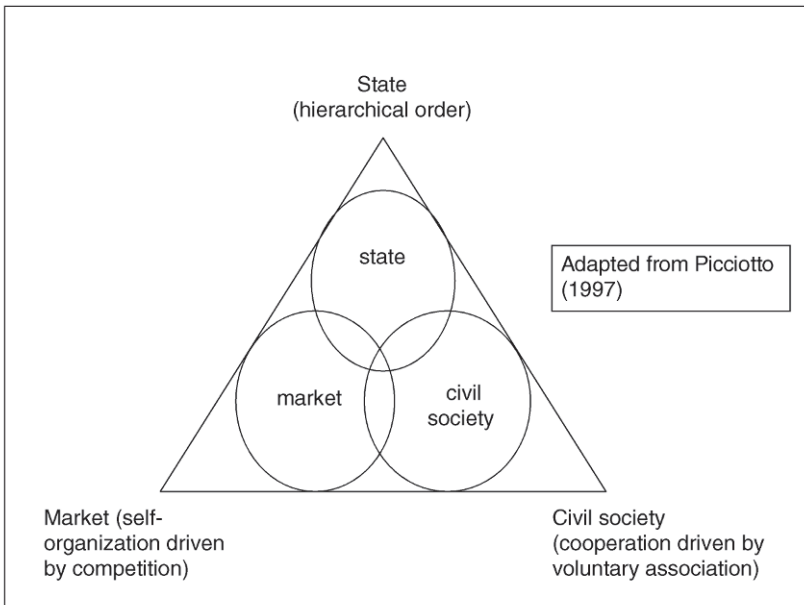 State
(hierarchical order)
state
Adapted from Picciotto
(1997)
market
civil
society
Market (self-
organization driven
by competition)
Civil society
(cooperation driven by
voluntary association)